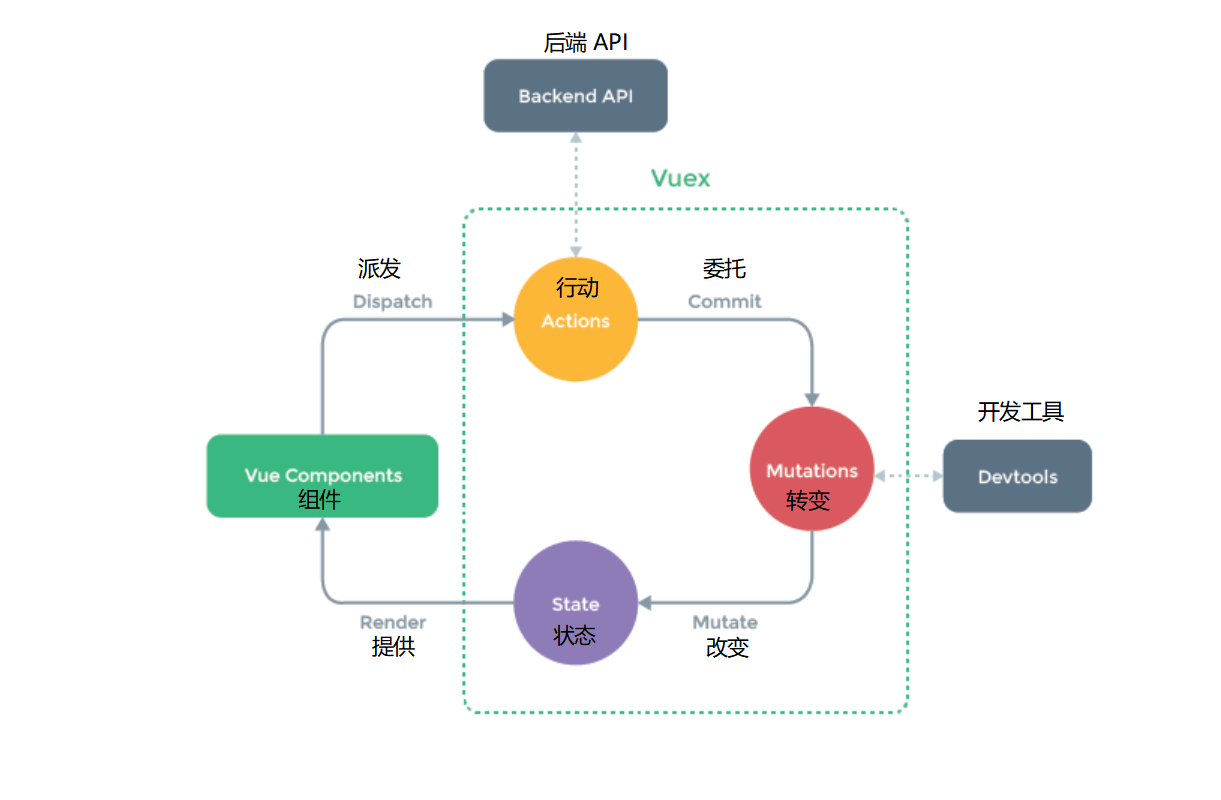 后端 API
Backend API
Vuex
派发
Dispatch
行动
Actions
委托
Commit
Vue Components
组件
Mutations
转变
开发工具
Devtools
State
状态
Render
提供
Mutate
改变